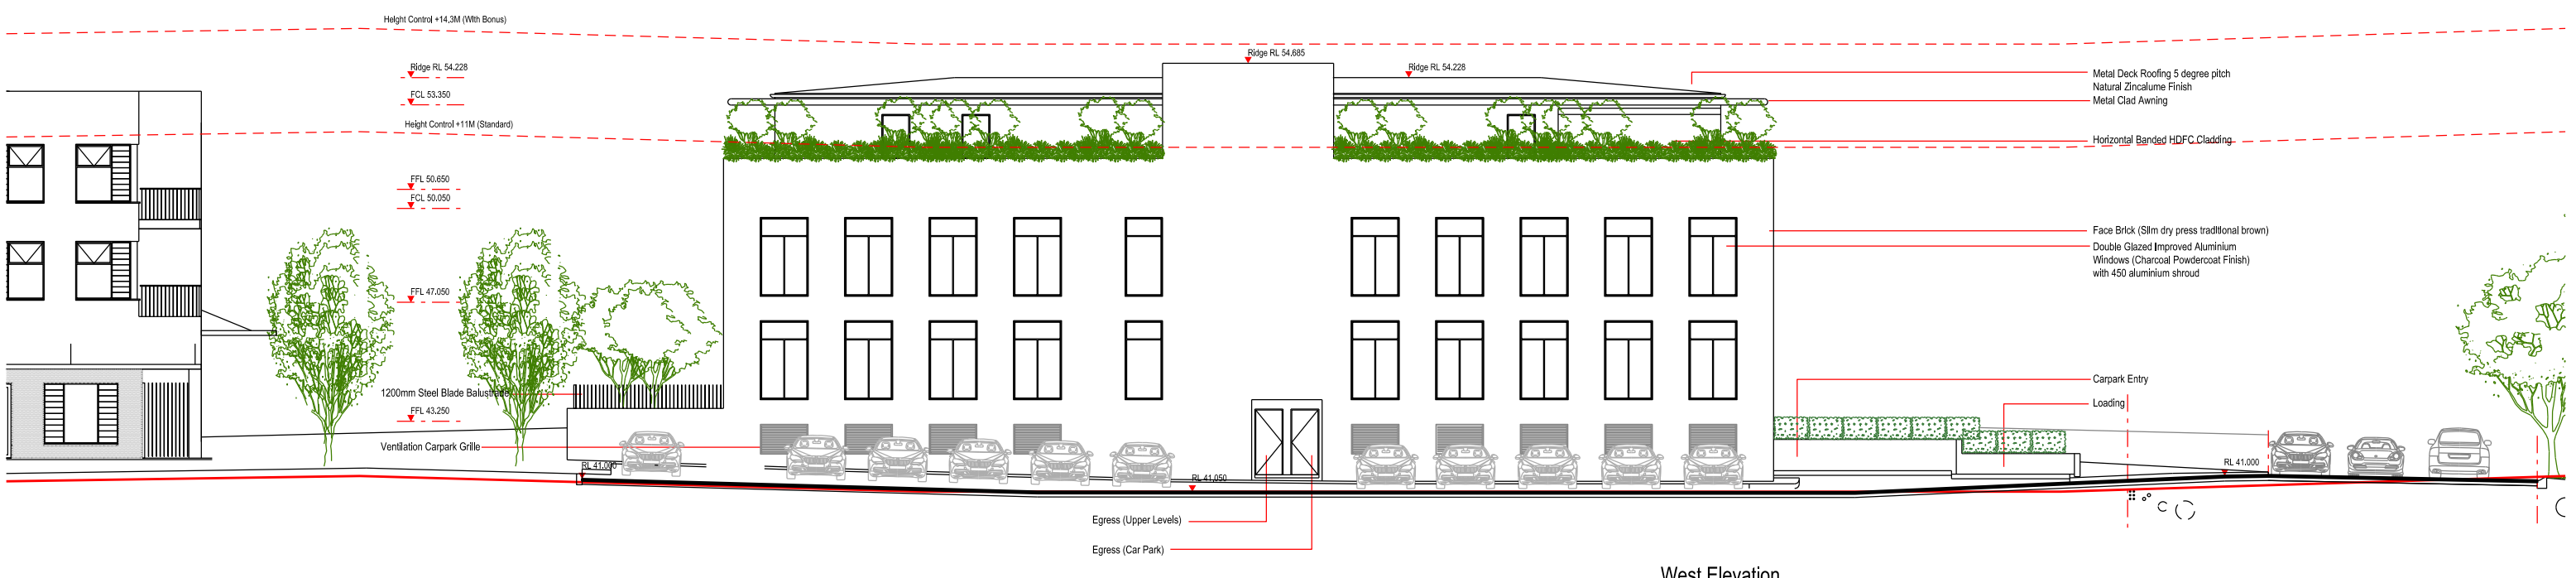 Height Control +14,3M (With Bonus)
Ridge RL 54,685
Ridge RL 54.228
Ridge RL 54.228
Metal Deck Roofing 5 degree pitch
Natural Zincalume Finish
FCL 53.350
Metal Clad Awning
Height Control +11M (Standard)
Horizontal Banded HDFC Cladding
FFL 50.650
FCL 50.050
Face Brick (Slim dry press traditional brown)
Double Glazed Improved Aluminium
Windows (Charcoal Powdercoat Finish)
with 450 aluminium shroud
FFL 47.050
Carpark Entry
1200mm Steel Blade Balustrade
Loading
FFL 43.250
Ventilation Carpark Grille
RL 41.000
RL 41.000
RL 41.050
Egress (Upper Levels)
Egress (Car Park)
West Elevation